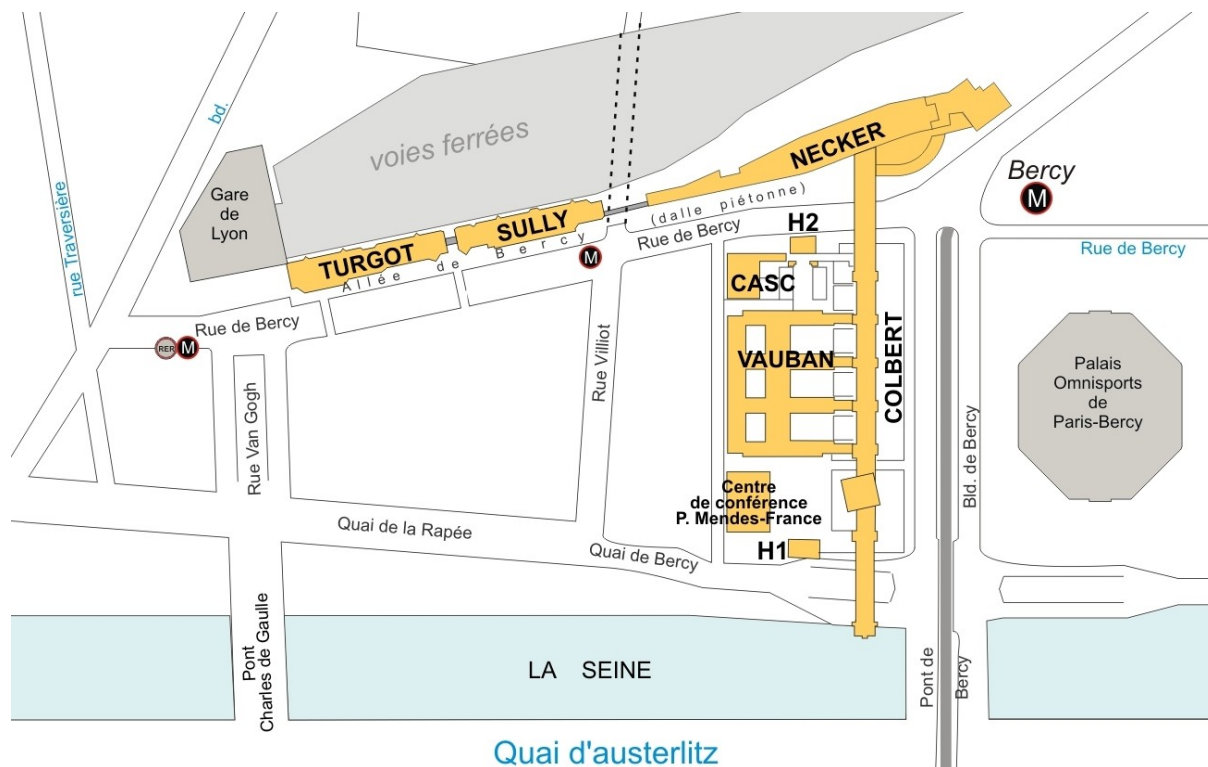 bd.
rue Traversière
voies ferrées
Gare
de
Lyon
NECKER
Bercy
M
(dalle piétonne)
SULLY
TURGOT
Allée de Bercy
M
Rue de Bercy
H2
Rue de Bercy
CASC
Rue de Bercy
RER
M
Rue Van Gogh
Rue Villiot
VAUBAN
COLBERT
Bld. de Bercy
Palais
Omnisports
de
Paris-Bercy
Centre
de conférence
P. Mendes-France
Quai de la Rapée
Quai de Bercy
H1
Pont
Charles de Gaulle
LA SEINE
Pont de
Bercy
Quai d'austerlitz